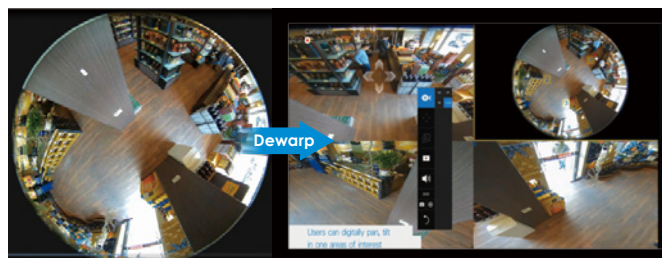 Dewarp
Users can digitally pan, tilt
in one areas of interest